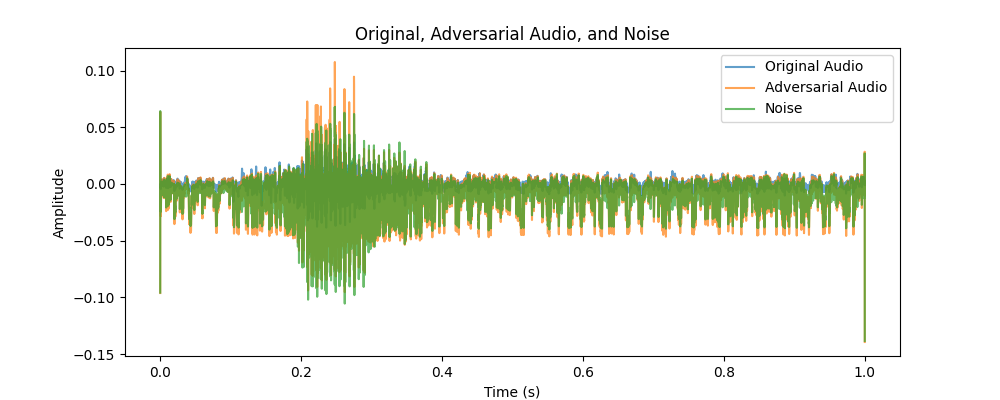 Original, Adversarial Audio, and Noise
Original Audio
Adversarial Audio
Noise
Amplitude
0.10
0.05
0.00
−0.05
−0.10
−0.15
0.0 0.2 0.4 0.6 0.8 1.0
Time (s)